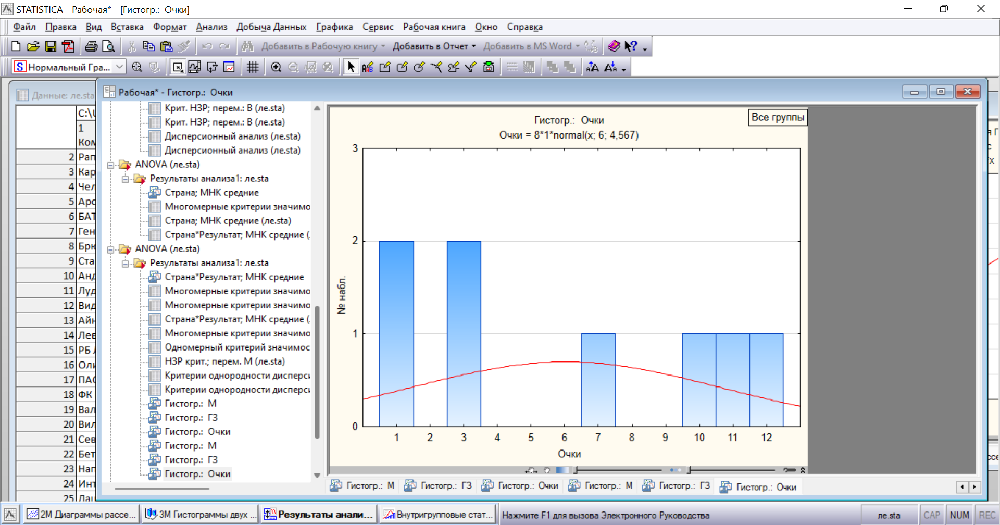 STATISTICA - Рабочая* - [Гистогр.: Очки]
Файл Правка Вид Вставка Формат Анализ Добыча Данных Графика Сервис Рабочая книга Окно Справка
Добавить в Рабочую книгу Добавить в Отчет Добавить в MS Word
Нормальный Гра...
Данные: ле.sta
Рабочая* - Гистогр.: Очки
C:\
1
Ком
2 Рап
3 Кар
4 Чел
5 Арс
6 БАТ
7 Ген
8 Брю
9 Ста
10 Анд
11 Луд
12 Вид
13 Айн
14 Лев
15 РБ
16 Оли
17 ПАО
18 ФК
19 Вал
20 Вил
21 Сев
22 Бет
23 Нап
24 Инт
25 Лац
Крит. НЗР; перем.: В (ле.sta)
Крит. НЗР; перем.: В (ле.sta)
Дисперсионный анализ (ле.sta)
Дисперсионный анализ (ле.sta)
ANOVA (ле.sta)
Результаты анализа1: ле.sta
Страна; МНК средние
Многомерные критерии значимо
Страна; МНК средние (ле.sta)
Страна*Результат; МНК средние (.
ANOVA (ле.sta)
Результаты анализа1: ле.sta
Страна*Результат; МНК средние
Многомерные критерии значимо
Многомерные критерии значимо
Страна*Результат; МНК средние (.
Многомерные критерии значимо
Одномерный критерий значимос
НЗР крит.; перем. М (ле.sta)
Критерии однородности дисперси
Критерии однородности дисперси
Гистогр.: М
Гистогр.: ГЗ
Гистогр.: Очки
Гистогр.: М
Гистогр.: ГЗ
Гистогр.: Очки
Все группы
Гистогр.: Очки
Очки = 8*1*normal(x; 6; 4,567)
3
2
1
0
№ набл.
1 2 3 4 5 6 7 8 9 10 11 12
Очки
Гистогр.: М Гистогр.: ГЗ Гистогр.: Очки Гистогр.: М Гистогр.: ГЗ Гистогр.: Очки
2М Диаграммы рассе... 3М Гистограммы двух ... Результаты анали... Внутригрупповые стат... Нажмите F1 для вызова Электронного Руководства ле.sta CAP NUM REC